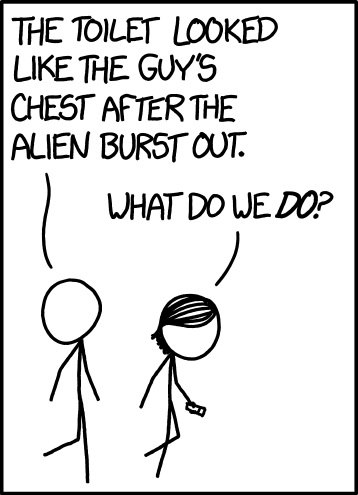 THE TOILET LOOKED
LIKE THE GUY'S
CHEST AFTER THE
ALIEN BURST OUT.
WHAT DO WE DO?